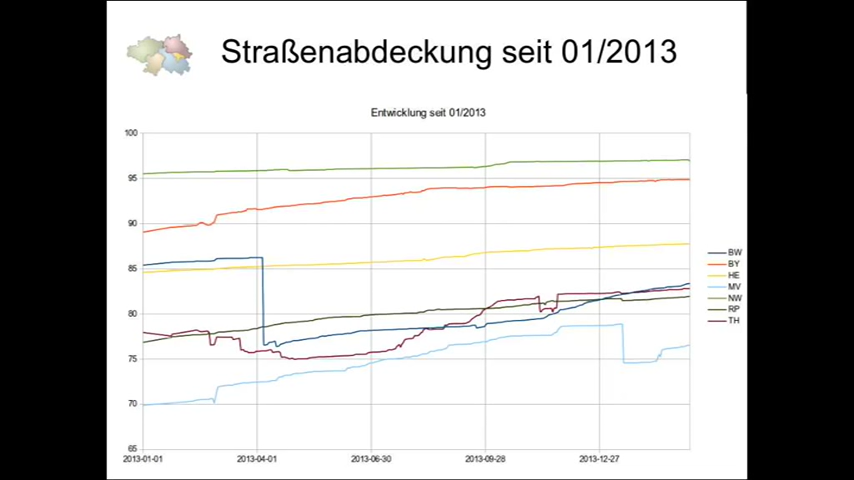 Straßenabdeckung seit 01/2013
Entwicklung seit 01/2013
100
95
90
85
80
75
70
65
2013-01-01 2013-04-01 2013-06-30 2013-09-28 2013-12-27
BW
BY
HE
MV
NW
RP
TH